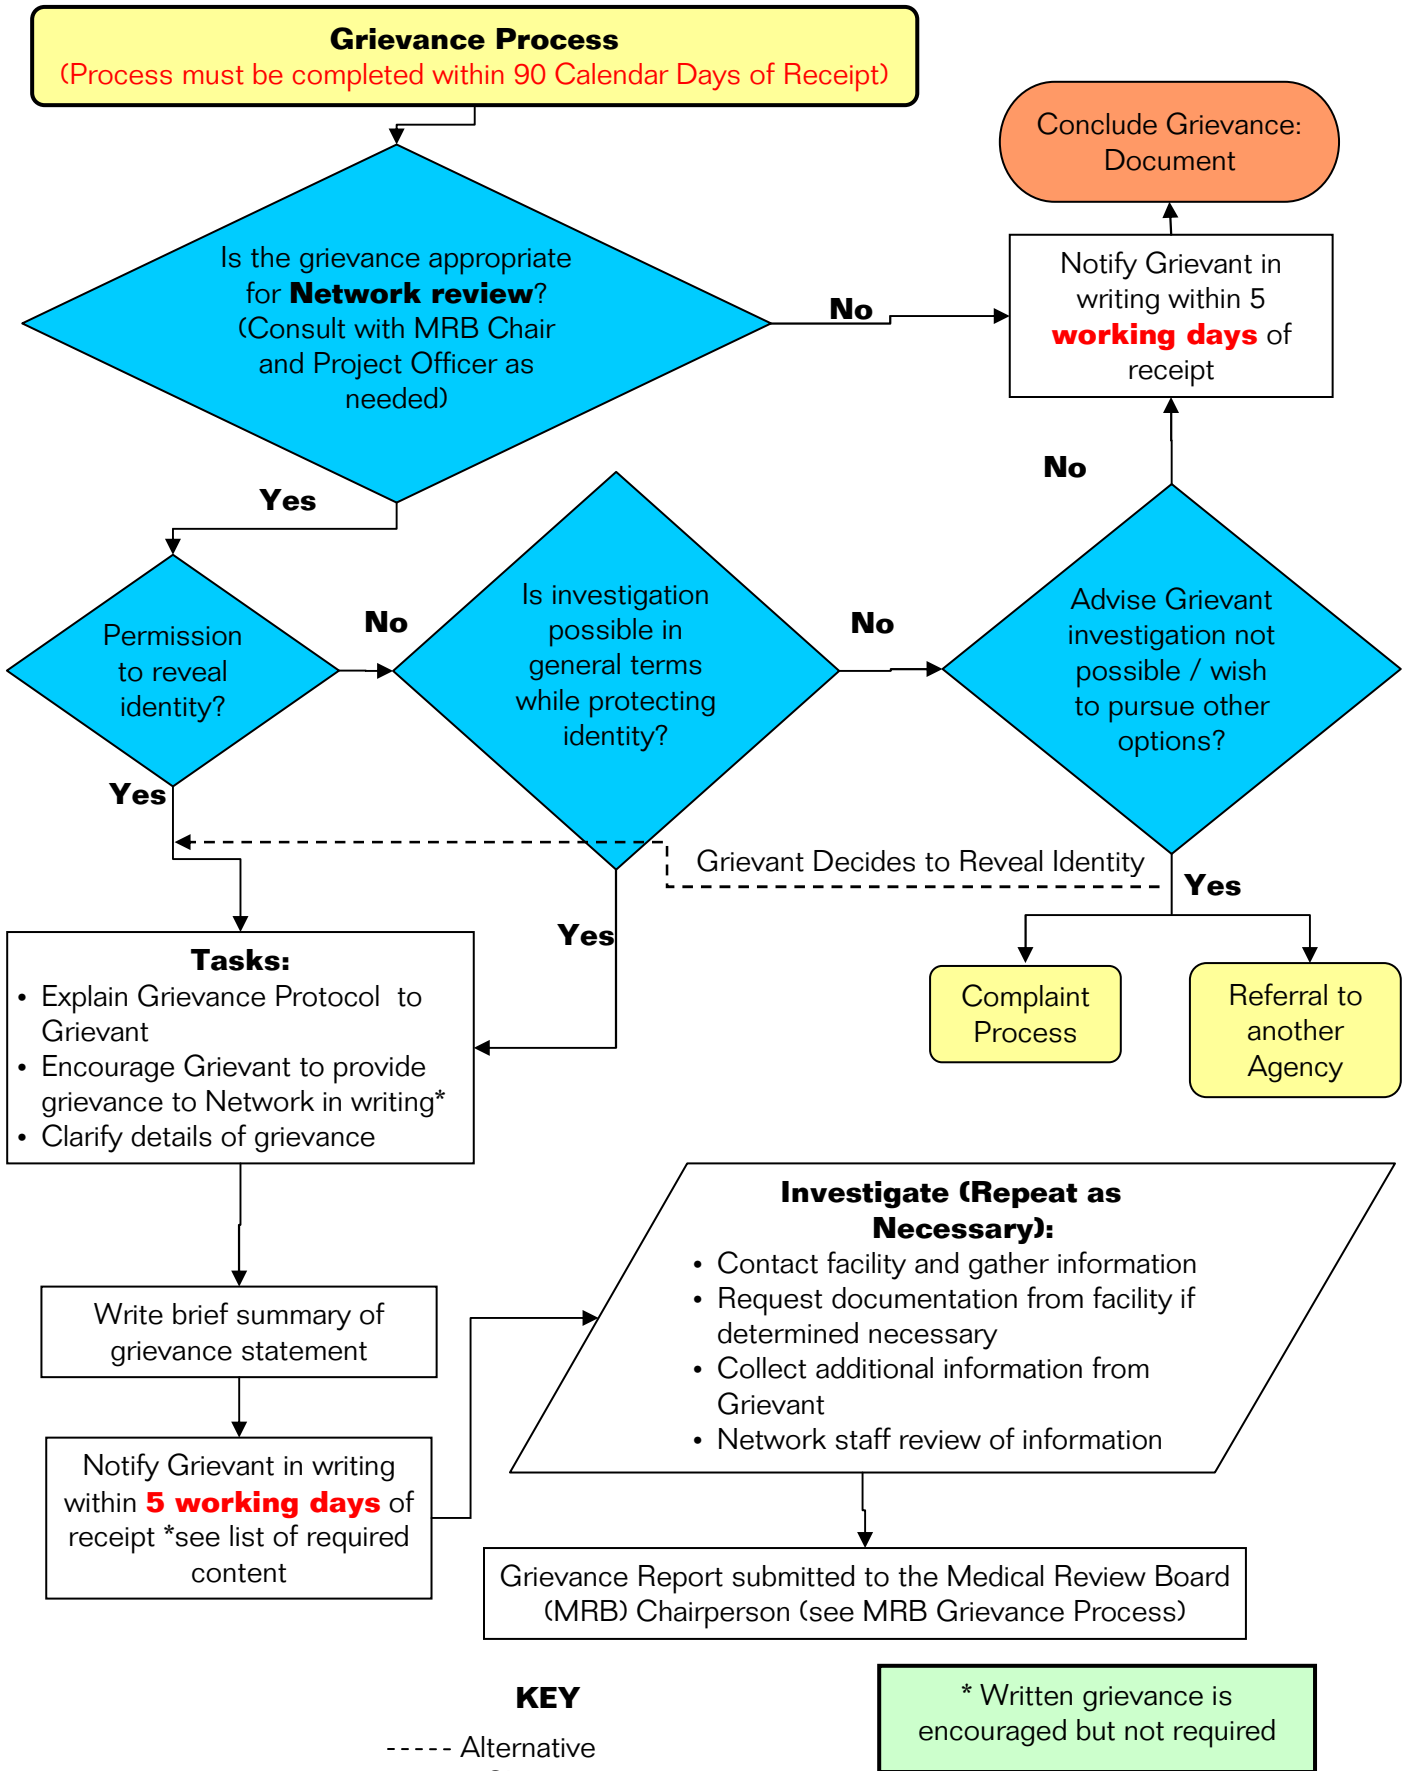 Grievance Process
(Process must be completed within 90 Calendar Days of Receipt)
Conclude Grievance:
Document
Is the grievance appropriate
for Network review?
(Consult with MRB Chair
and Project Officer as
needed)
No
Notify Grievant in
writing within 5
working days of
receipt
Yes
No
Permission
to reveal
identity?
No
Is investigation
possible in
general terms
while protecting
identity?
No
Advise Grievant
investigation not
possible / wish
to pursue other
options?
Yes
Grievant Decides to Reveal Identity
Yes
Yes
Complaint
Process
Referral to
another
Agency
Tasks:
• Explain Grievance Protocol to
Grievant
• Encourage Grievant to provide
grievance to Network in writing*
• Clarify details of grievance
Write brief summary of
grievance statement
Notify Grievant in writing
within 5 working days of
receipt *see list of required
content
Investigate (Repeat as
Necessary):
• Contact facility and gather information
• Request documentation from facility if
determined necessary
• Collect additional information from
Grievant
• Network staff review of information
Grievance Report submitted to the Medical Review Board
(MRB) Chairperson (see MRB Grievance Process)
KEY
----- Alternative
* Written grievance is
encouraged but not required